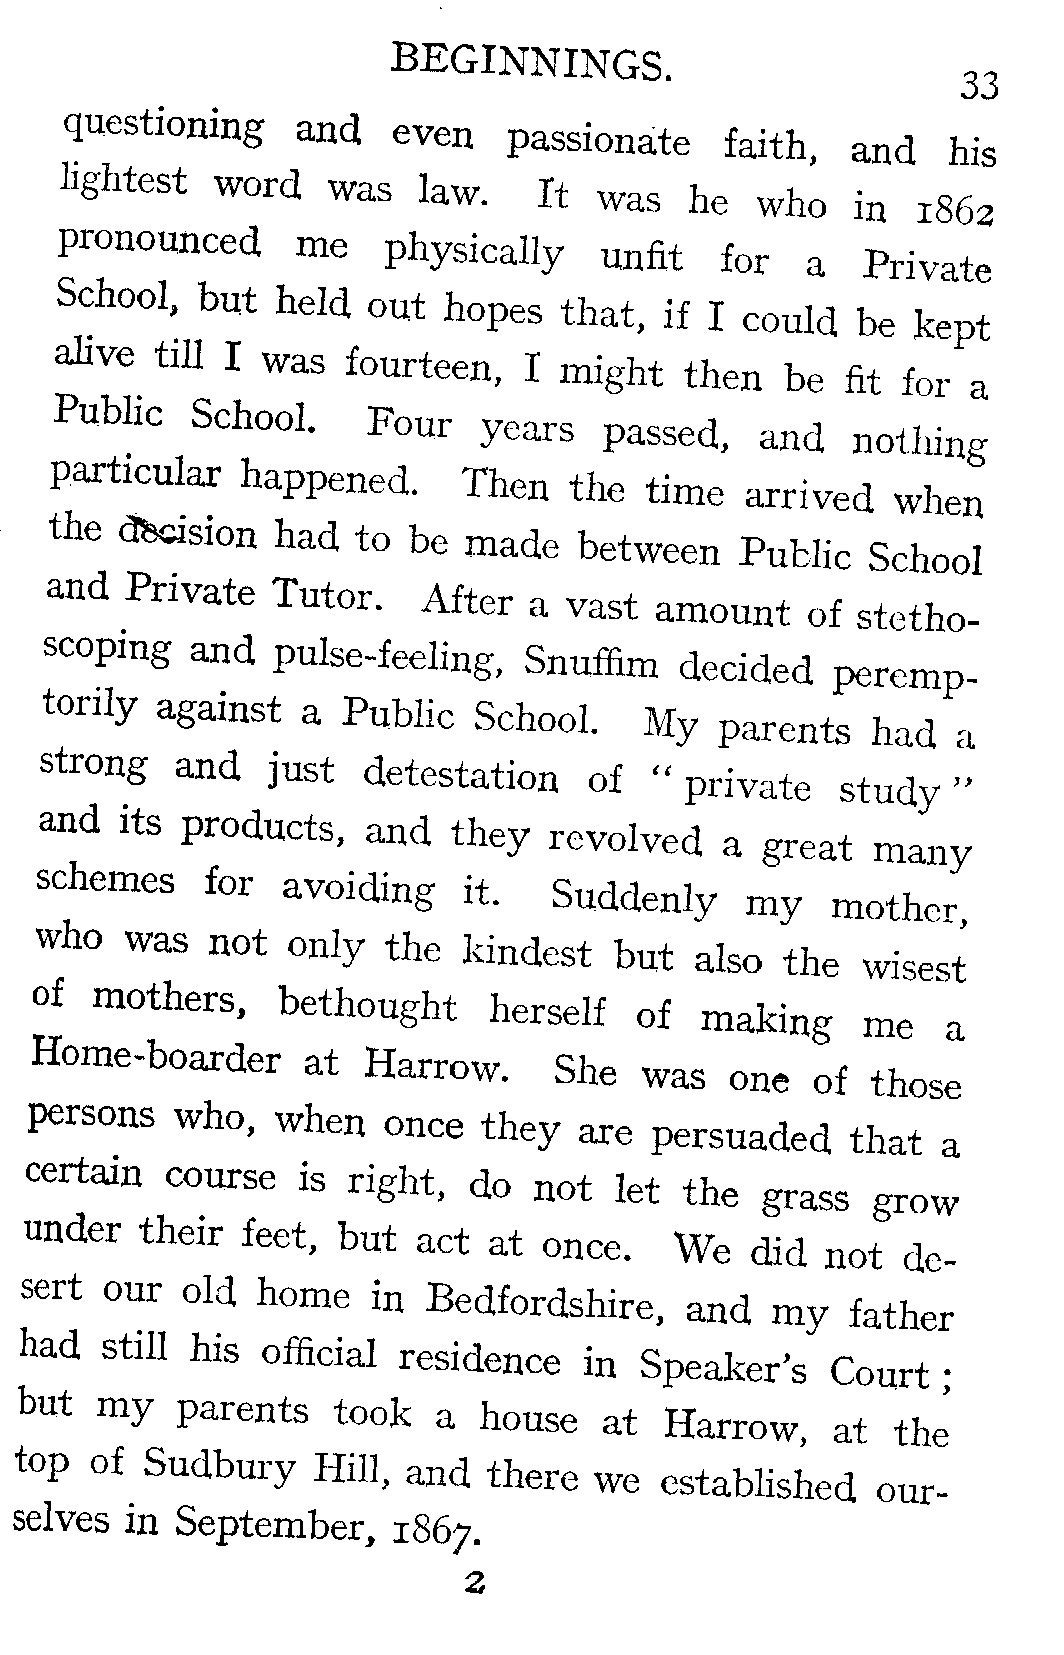 BEGINNINGS.
33
questioning and even passionate faith, and his
lightest word was law. It was he who in 1862
pronounced me physically unfit for a Private
School, but held out hopes that, if I could be kept
alive till I was fourteen, I might then be fit for a
Public School. Four years passed, and nothing
particular happened. Then the time arrived when
the decision had to be made between Public School
and Private Tutor. After a vast amount of stetho-
scoping and pulse-feeling, Snuffim decided peremp-
torily against a Public School. My parents had a
strong and just detestation of “ private study ”
and its products, and they revolved a great many
schemes for avoiding it. Suddenly my mother,
who was not only the kindest but also the wisest
of mothers, bethought herself of making me a
Home-boarder at Harrow. She was one of those
persons who, when once they are persuaded that a
certain course is right, do not let the grass grow
under their feet, but act at once. We did not de-
sert our old home in Bedfordshire, and my father
had still his official residence in Speaker’s Court ;
but my parents took a house at Harrow, at the
top of Sudbury Hill, and there we established our-
selves in September, 1867.
2